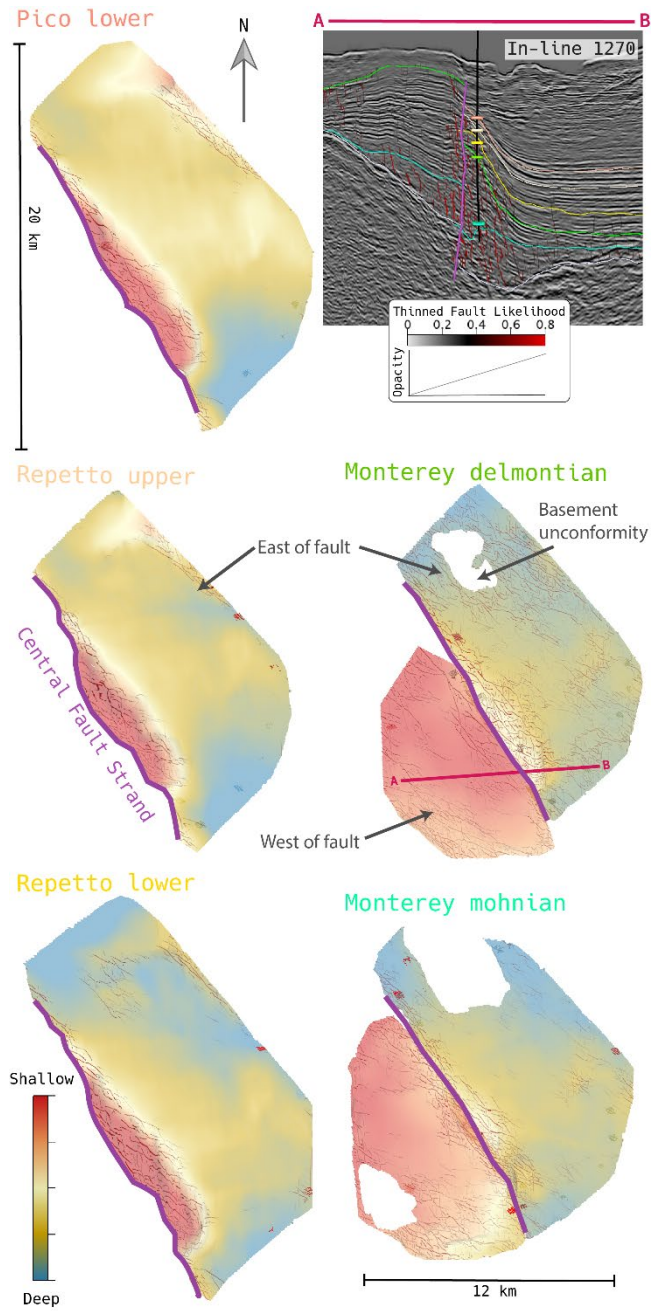 Pico lower
N
20 km
A
B
In-line 1270
Thinned Fault Likelihood
0
0.2
0.4
0.6
0.8
Opacity
Repetto upper
Monterey delmontian
East of fault
Basement
unconformity
Central Fault Strand
A
B
West of fault
Repetto lower
Monterey mohnian
Shallow
Deep
12 km